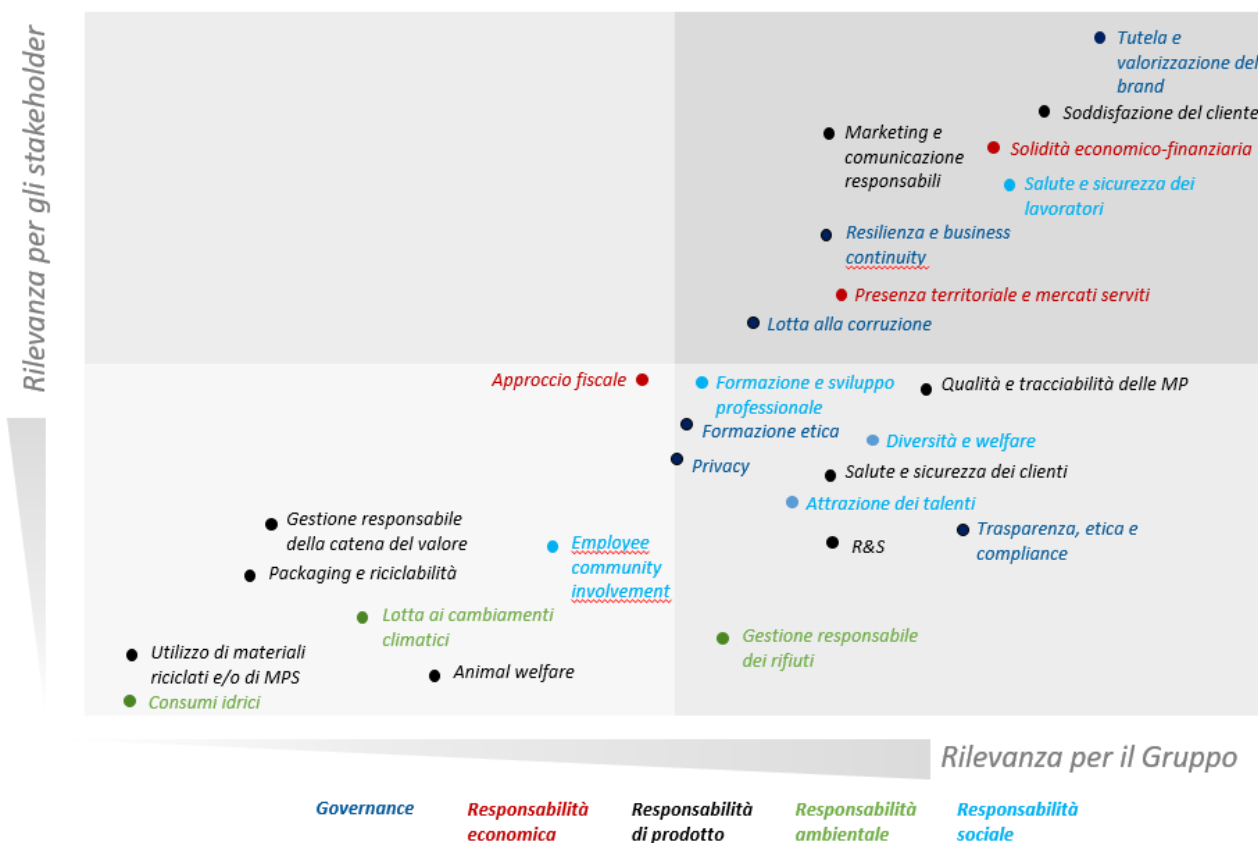 Rilevanza per gli stakeholder
Tutela e
valorizzazione del
brand
Soddisfazione del cliente
Marketing e
comunicazione
responsabili
Solidità economico-finanziaria
Salute e sicurezza dei
lavoratori
Resilienza e business
continuity
Presenza territoriale e mercati serviti
Lotta alla corruzione
Approccio fiscale
Formazione e sviluppo
professionale
Qualità e tracciabilità delle MP
Formazione etica
Diversità e welfare
Privacy
Salute e sicurezza dei clienti
Attrazione dei talenti
Gestione responsabile
della catena del valore
Trasparenza, etica e
compliance
Employee
community
involvement
R&S
Packaging e riciclabilità
Lotta ai cambiamenti
climatici
Gestione responsabile
dei rifiuti
Utilizzo di materiali
riciclati e/o di MPS
Animal welfare
Consumi idrici
Rilevanza per il Gruppo
Governance
Responsabilità
economica
Responsabilità
di prodotto
Responsabilità
ambientale
Responsabilità
sociale